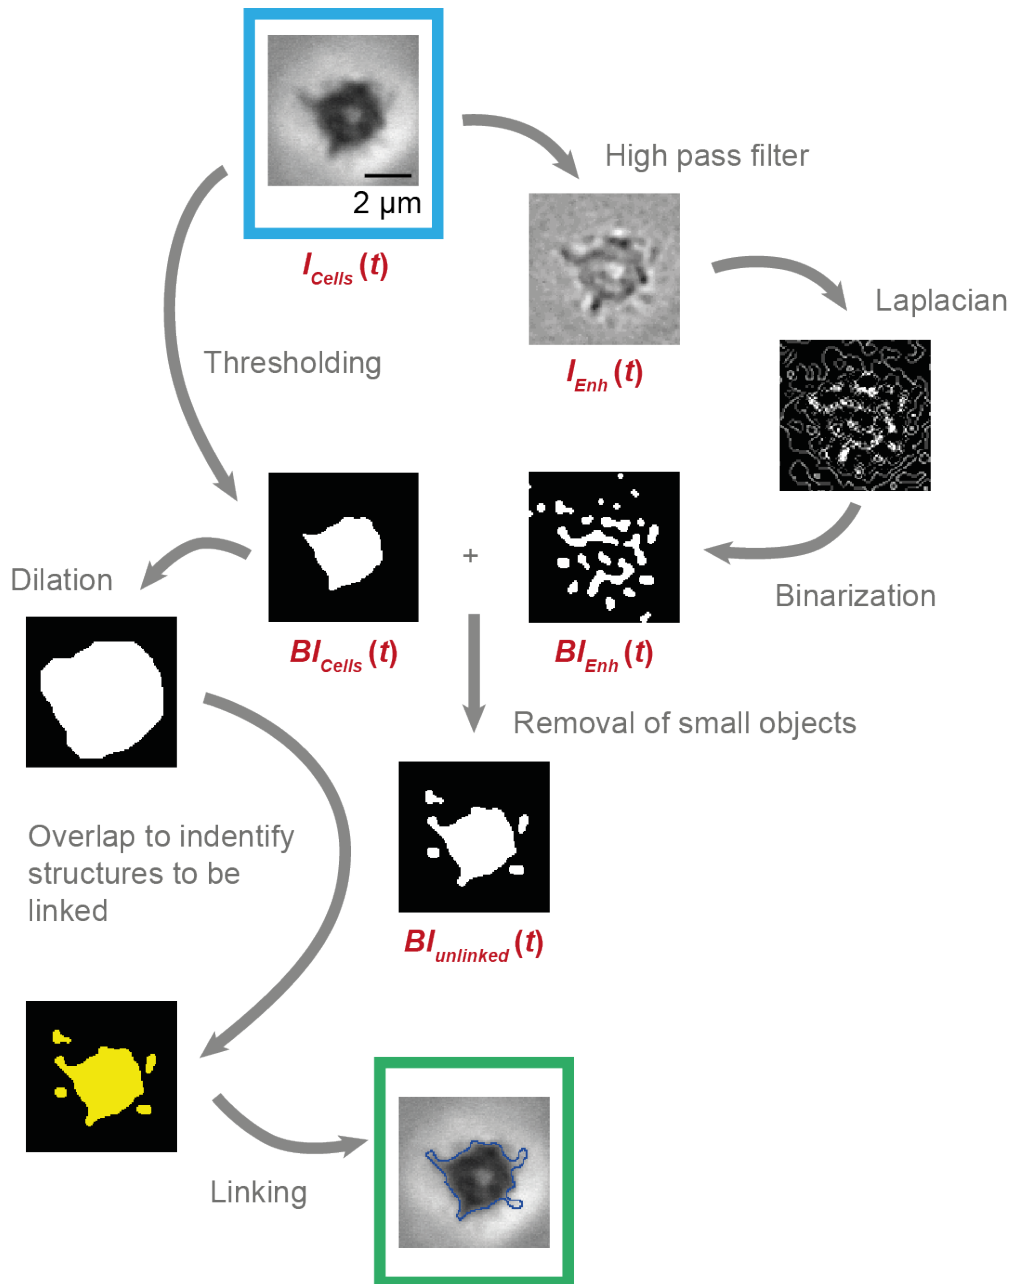 2 µm
I_Cells (t)
High pass filter
I_Enh (t)
Laplacian
Thresholding
Binarization
BI_Cells (t)
+
BI_Enh (t)
Dilation
Removal of small objects
BI_unlinked (t)
Overlap to indentify
structures to be
linked
Linking